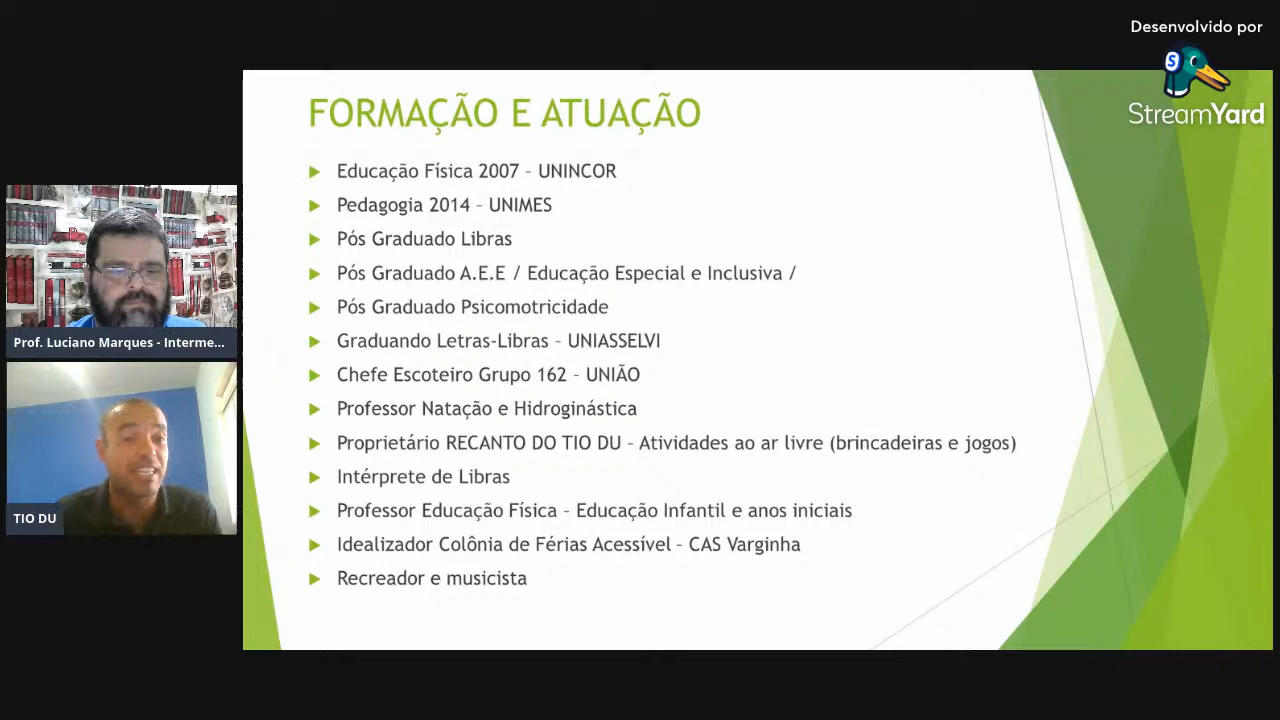 Desenvolvido por
S
StreamYard
FORMAÇÃO E ATUAÇÃO
Educação Física 2007 – UNINCOR
Pedagogia 2014 – UNIMES
Pós Graduado Libras
Pós Graduado A.E.E / Educação Especial e Inclusiva /
Pós Graduado Psicomotricidade
Graduando Letras-Libras – UNIASSELVI
Chefe Escoteiro Grupo 162 – UNIÃO
Professor Natação e Hidroginástica
Proprietário RECANTO DO TIO DU – Atividades ao ar livre (brincadeiras e jogos)
Intérprete de Libras
Professor Educação Física – Educação Infantil e anos iniciais
Idealizador Colônia de Férias Acessível – CAS Varginha
Recreador e musicista
Prof. Luciano Marques - Interme...
TIO DU